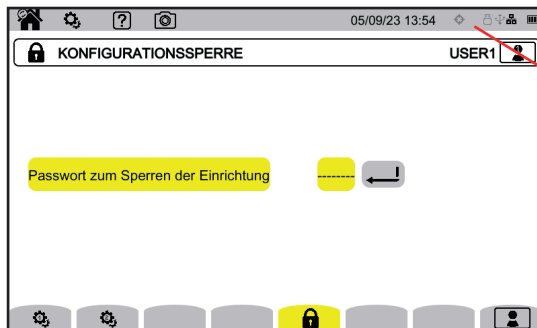 05/09/23 13:54
KONFIGURATIONSSPERRE USER1
Passwort zum Sperren der Einrichtung --------